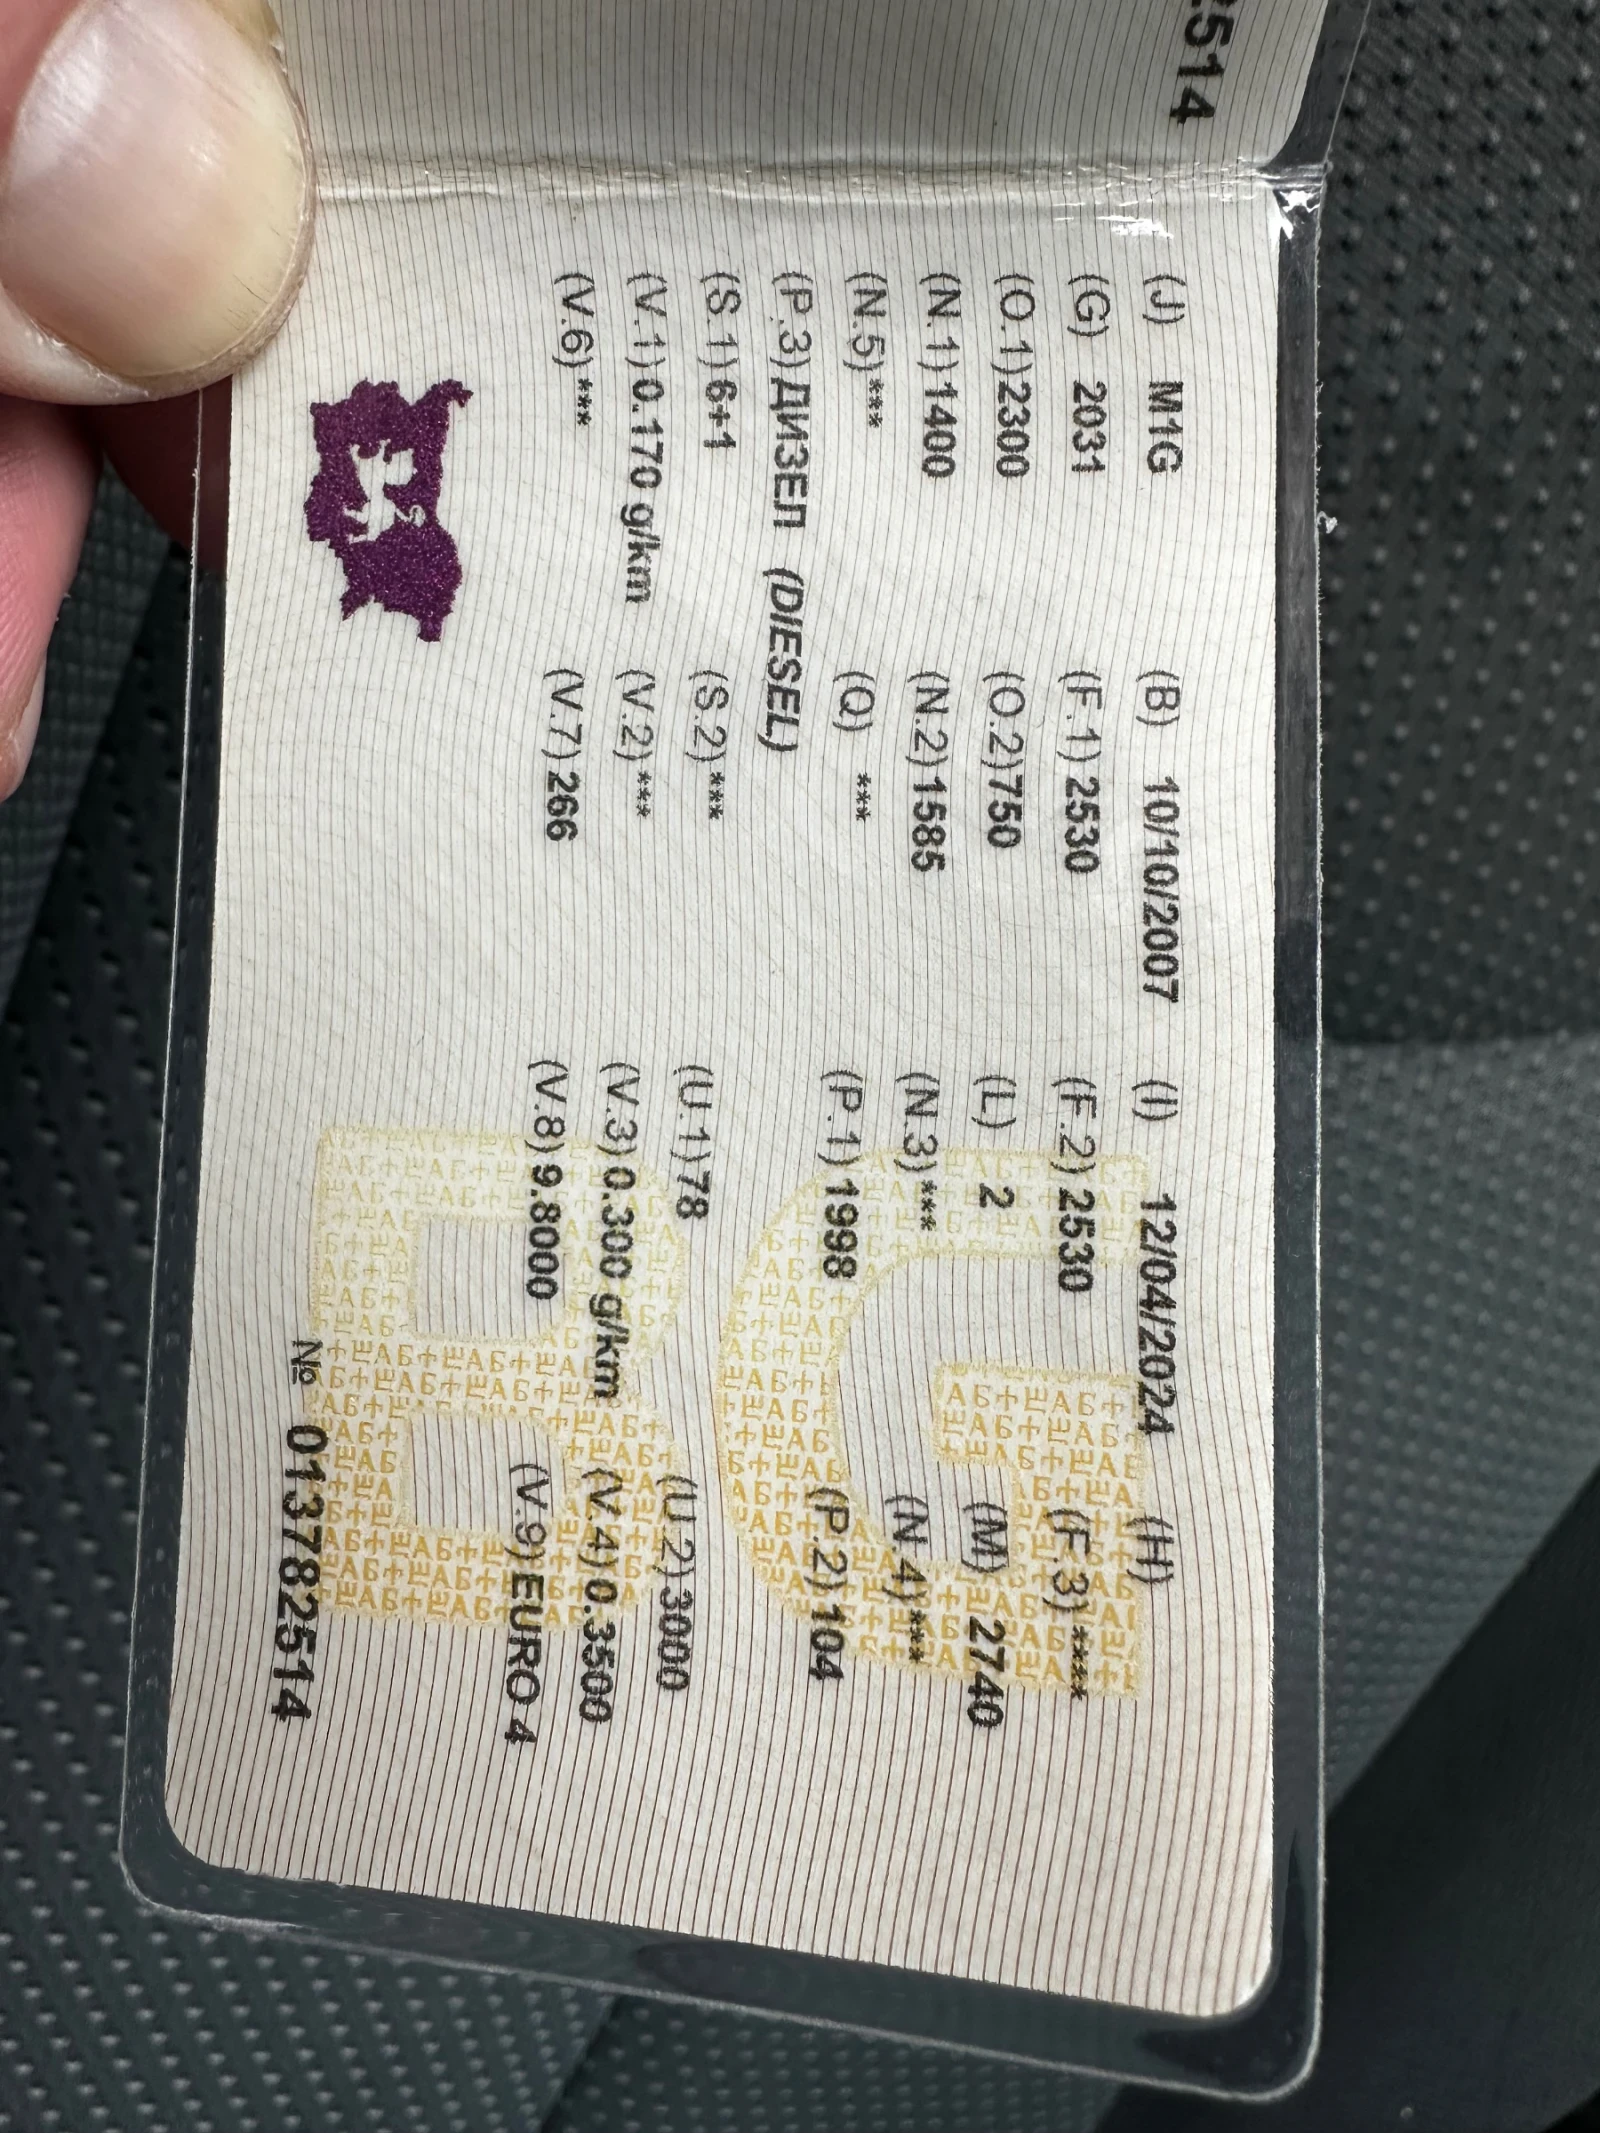 2514
(J) M1G (B) 10/10/2007 (I) 12/04/2024 (H)
(G) 2031 (F.1) 2530 (F.2) 2530 (F.3)****
(O.1)2300 (O.2)750 (L) 2 (M) 2740
(N.1)1400 (N.2)1585 (N.3)*** (N.4)***
(N.5)*** (Q) *** (P.1)1998 (P.2)104
(P.3)ДИЗЕЛ (DIESEL)
(S.1)6+1 (S.2)*** (U.1)78 (U.2)3000
(V.1)0.170 g/km (V.2)*** (V.3)0.300 g/km (V.4)0.3500
(V.6)*** (V.7)266 (V.8)9.8000 (V.9)EURO 4
№ 013782514
BG